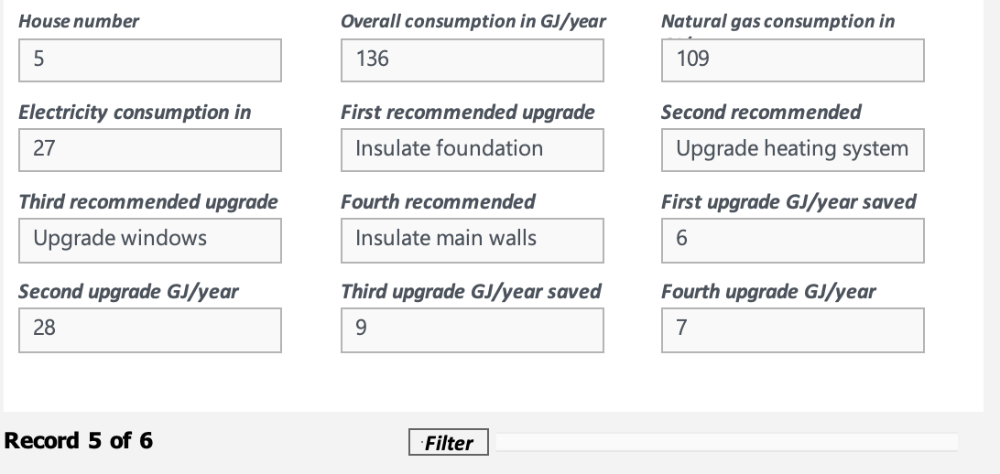 House number Overall consumption in GJ/year Natural gas consumption in
5 136 109
Electricity consumption in First recommended upgrade Second recommended
27 Insulate foundation Upgrade heating system
Third recommended upgrade Fourth recommended First upgrade GJ/year saved
Upgrade windows Insulate main walls 6
Second upgrade GJ/year Third upgrade GJ/year saved Fourth upgrade GJ/year
28 9 7
Record 5 of 6 Filter